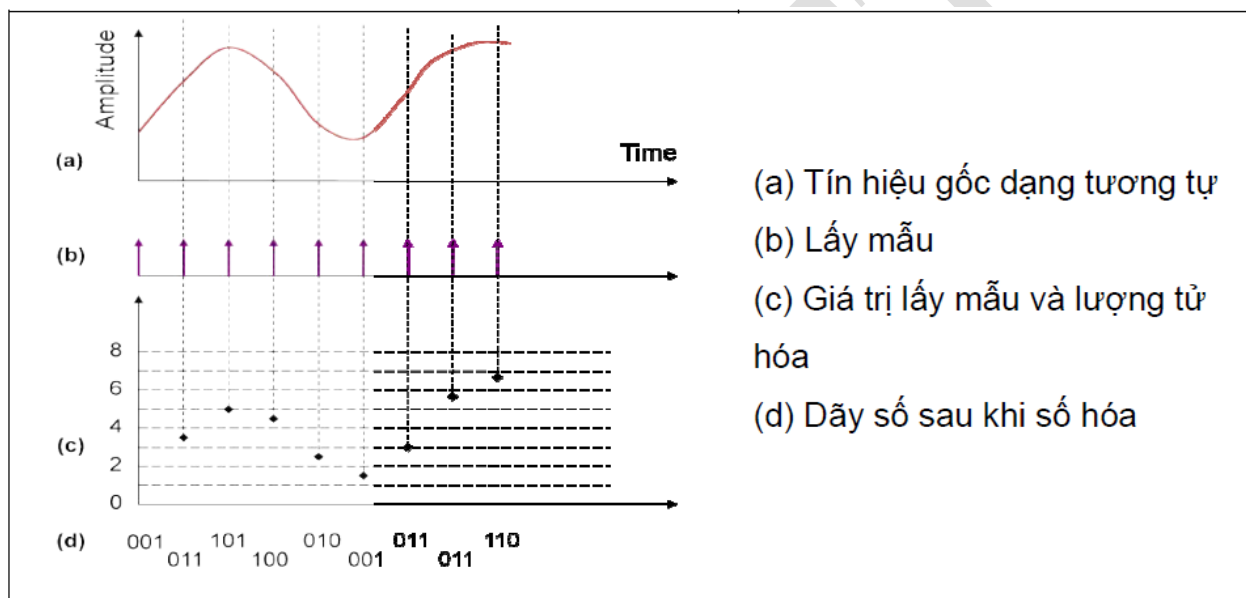 Amplitude
(a)
Time
(b)
8
6
4
(c)
2
0
(d) 001 011 101 100 010 001 011 011 110
(a) Tín hiệu gốc dạng tương tự
(b) Lấy mẫu
(c) Giá trị lấy mẫu và lượng tử
hóa
(d) Dãy số sau khi số hóa